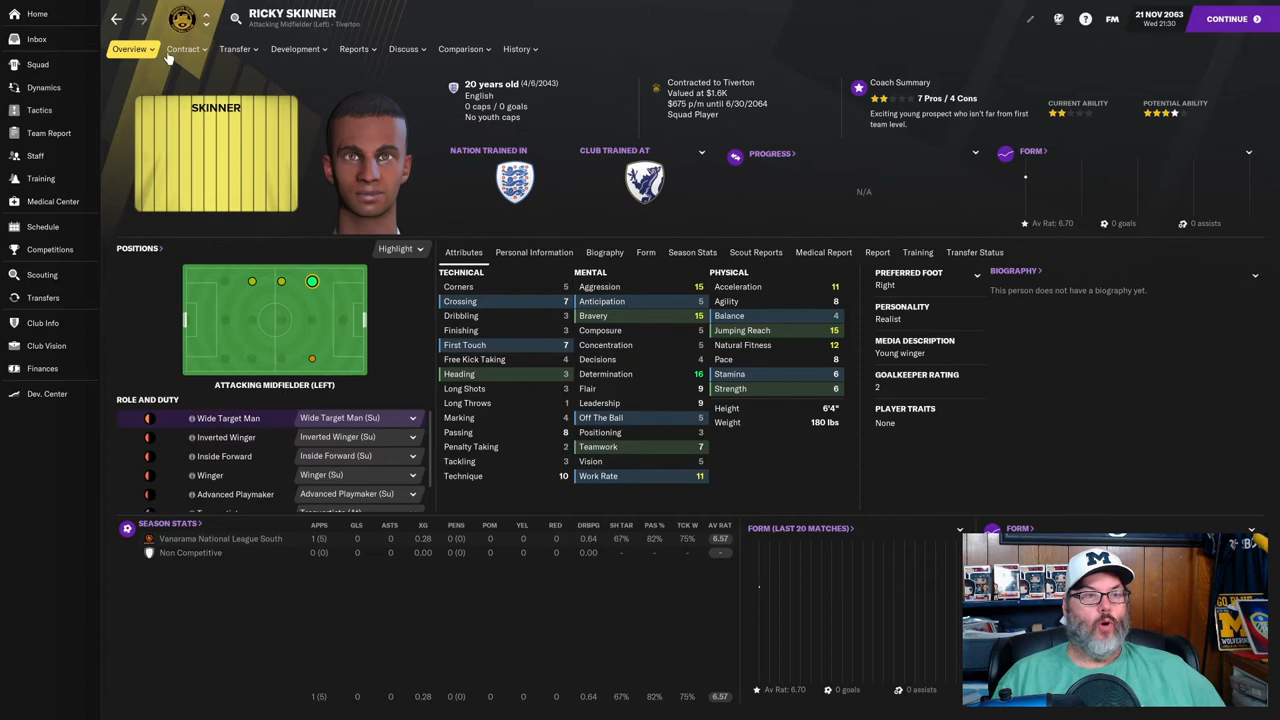 Home
Inbox
Squad
Dynamics
Tactics
Team Report
Staff
Training
Medical Center
Schedule
Competitions
Scouting
Transfers
Club Info
Club Vision
Finances
Dev. Center
RICKY SKINNER
Attacking Midfielder (Left) - Tiverton
FM
21 NOV 2063
21:30
CONTINUE
Overview
Contract
Transfer
Development
Reports
Discuss
Comparison
History
SKINNER
20 years old (4/6/2043)
English
0 caps / 0 goals
No youth caps
Contracted to Tiverton
Valued at $1.6K
$675 p/m until 6/30/2064
Squad Player
Coach Summary
7 Pros / 4 Cons
Exciting young prospect who isn't far from first
team level.
CURRENT ABILITY
POTENTIAL ABILITY
NATION TRAINED IN
CLUB TRAINED AT
PROGRESS
N/A
FORM
Av Rat: 6.70
0 goals
0 assists
POSITIONS
Highlight
ATTACKING MIDFIELDER (LEFT)
ROLE AND DUTY
Wide Target Man Wide Target Man (Su)
Inverted Winger Inverted Winger (Su)
Inside Forward Inside Forward (Su)
Winger Winger (Su)
Advanced Playmaker Advanced Playmaker (Su)
Attributes
Personal Information
Biography
Form
Season Stats
Scout Reports
Medical Report
Report
Training
Transfer Status
TECHNICAL
Corners 5
Crossing 7
Dribbling 3
Finishing 3
First Touch 7
Free Kick Taking 4
Heading 3
Long Shots 3
Long Throws 1
Marking 4
Passing 8
Penalty Taking 2
Tackling 3
Technique 10
MENTAL
Aggression 15
Anticipation 5
Bravery 15
Composure 5
Concentration 5
Decisions 4
Determination 16
Flair 9
Leadership 9
Off The Ball 5
Positioning 3
Teamwork 7
Vision 5
Work Rate 11
PHYSICAL
Acceleration 11
Agility 8
Balance 4
Jumping Reach 15
Natural Fitness 12
Pace 8
Stamina 6
Strength 6
Height 6'4"
Weight 180 lbs
PREFERRED FOOT
Right
PERSONALITY
Realist
MEDIA DESCRIPTION
Young winger
GOALKEEPER RATING
2
PLAYER TRAITS
None
BIOGRAPHY
This person does not have a biography yet.
SEASON STATS APPS GLS ASTS XG PENS POM YEL RED DRBPG SH TAR PAS % TCK W AV RAT
Vanarama National League South 1 (5) 0 0 0.28 0 (0) 0 0 0 0.64 67% 82% 75% 6.57
Non Competitive 0 (0) 0 0 0.00 0 (0) 0 0 0 0.00 - - - -
1 (5) 0 0 0.28 0 (0) 0 0 0 0.64 67% 82% 75% 6.57
FORM (LAST 20 MATCHES)
Av Rat: 6.70
0 goals
0 assists
FORM
M
GO BLUE
M